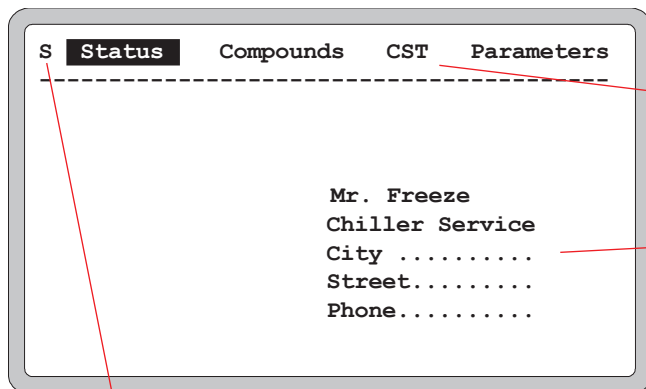 S Status Compounds CST Parameters
-----------------------------------------
Mr. Freeze
Chiller Service
City ..........
Street.........
Phone..........